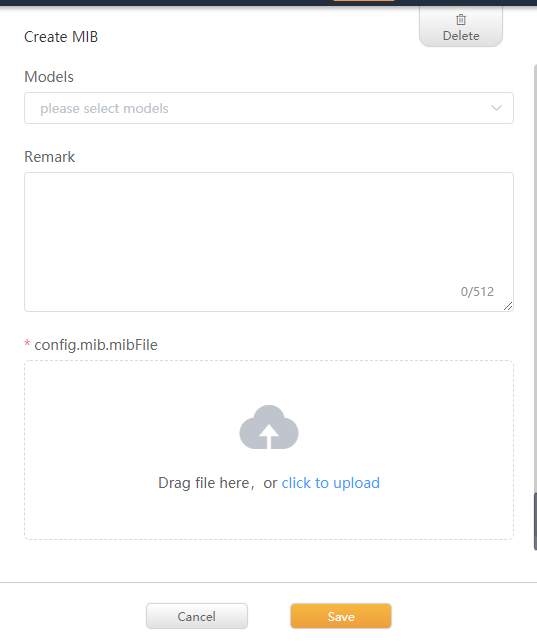 Delete
Create MIB
Models
please select models
Remark
0/512
* config.mib.mibFile
Drag file here，or click to upload
Cancel
Save